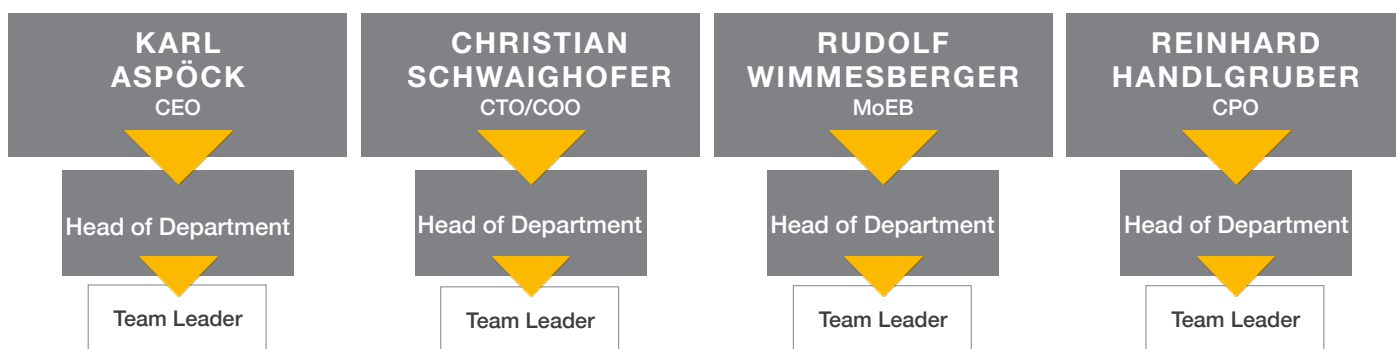 KARL
ASPÖCK
CEO
CHRISTIAN
SCHWAIGHOFER
CTO/COO
RUDOLF
WIMMESBERGER
MoEB
REINHARD
HANDLGRUBER
CPO
Head of Department
Head of Department
Head of Department
Head of Department
Team Leader
Team Leader
Team Leader
Team Leader